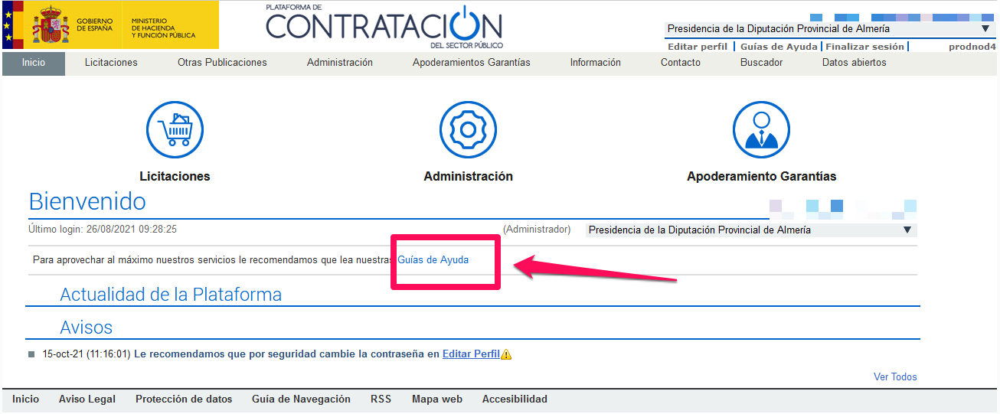 GOBIERNO
DE ESPAÑA
MINISTERIO
DE HACIENDA
Y FUNCIÓN PÚBLICA
PLATAFORMA DE
CONTRATACIÓN
DEL SECTOR PÚBLICO
Presidencia de la Diputación Provincial de Almería
Editar perfil | Guías de Ayuda | Finalizar sesión | prodnod4
Inicio Licitaciones Otras Publicaciones Administración Apoderamientos Garantías Información Contacto Buscador Datos abiertos
Licitaciones Administración Apoderamiento Garantías
Bienvenido
Último login: 26/08/2021 09:28:25 (Administrador) Presidencia de la Diputación Provincial de Almería
Para aprovechar al máximo nuestros servicios le recomendamos que lea nuestras Guías de Ayuda
Actualidad de la Plataforma
Avisos
15-oct-21 (11:16:01) Le recomendamos que por seguridad cambie la contraseña en Editar Perfil
Ver Todos
Inicio Aviso Legal Protección de datos Guía de Navegación RSS Mapa web Accesibilidad